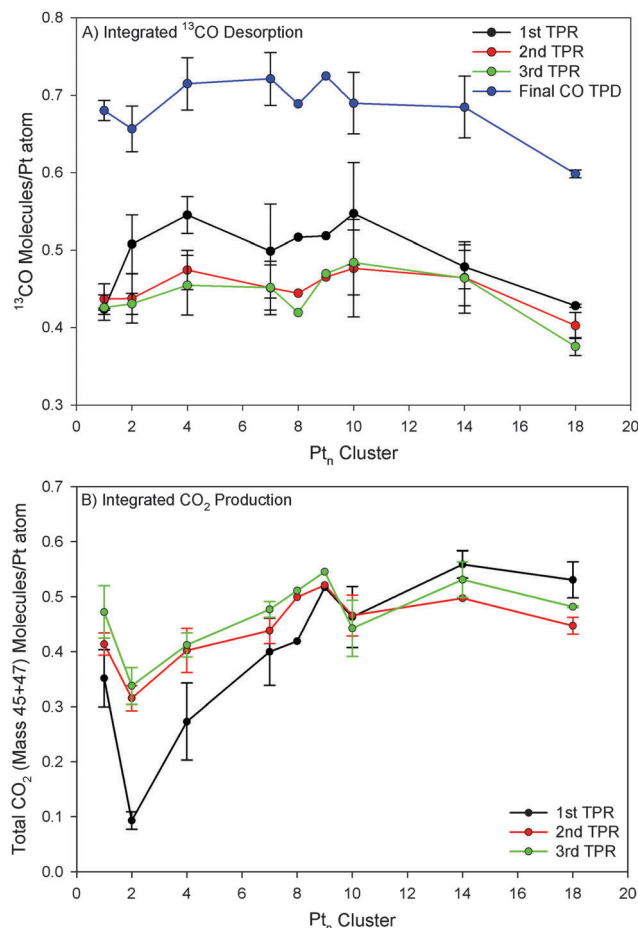 A) Integrated ¹³CO Desorption
1st TPR
2nd TPR
3rd TPR
Final CO TPD
¹³CO Molecules/Pt atom
0.8
0.7
0.6
0.5
0.4
0.3
0 2 4 6 8 10 12 14 16 18 20
Ptₙ Cluster
B) Integrated CO₂ Production
Total CO₂ (Mass 45+47) Molecules/Pt atom
0.7
0.6
0.5
0.4
0.3
0.2
0.1
0.0
1st TPR
2nd TPR
3rd TPR
0 2 4 6 8 10 12 14 16 18 20
Ptₙ Cluster